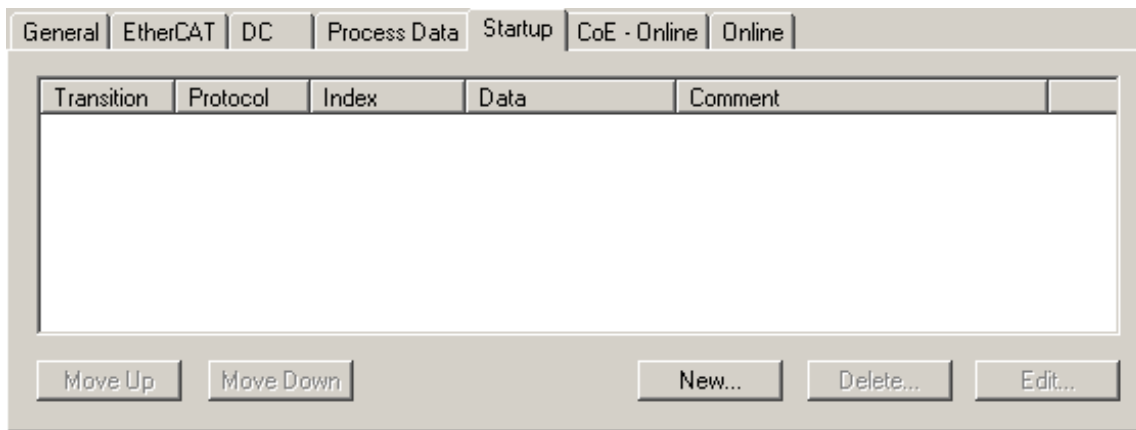 General EtherCAT DC Process Data Startup CoE - Online Online
Transition Protocol Index Data Comment
Move Up Move Down New... Delete... Edit...